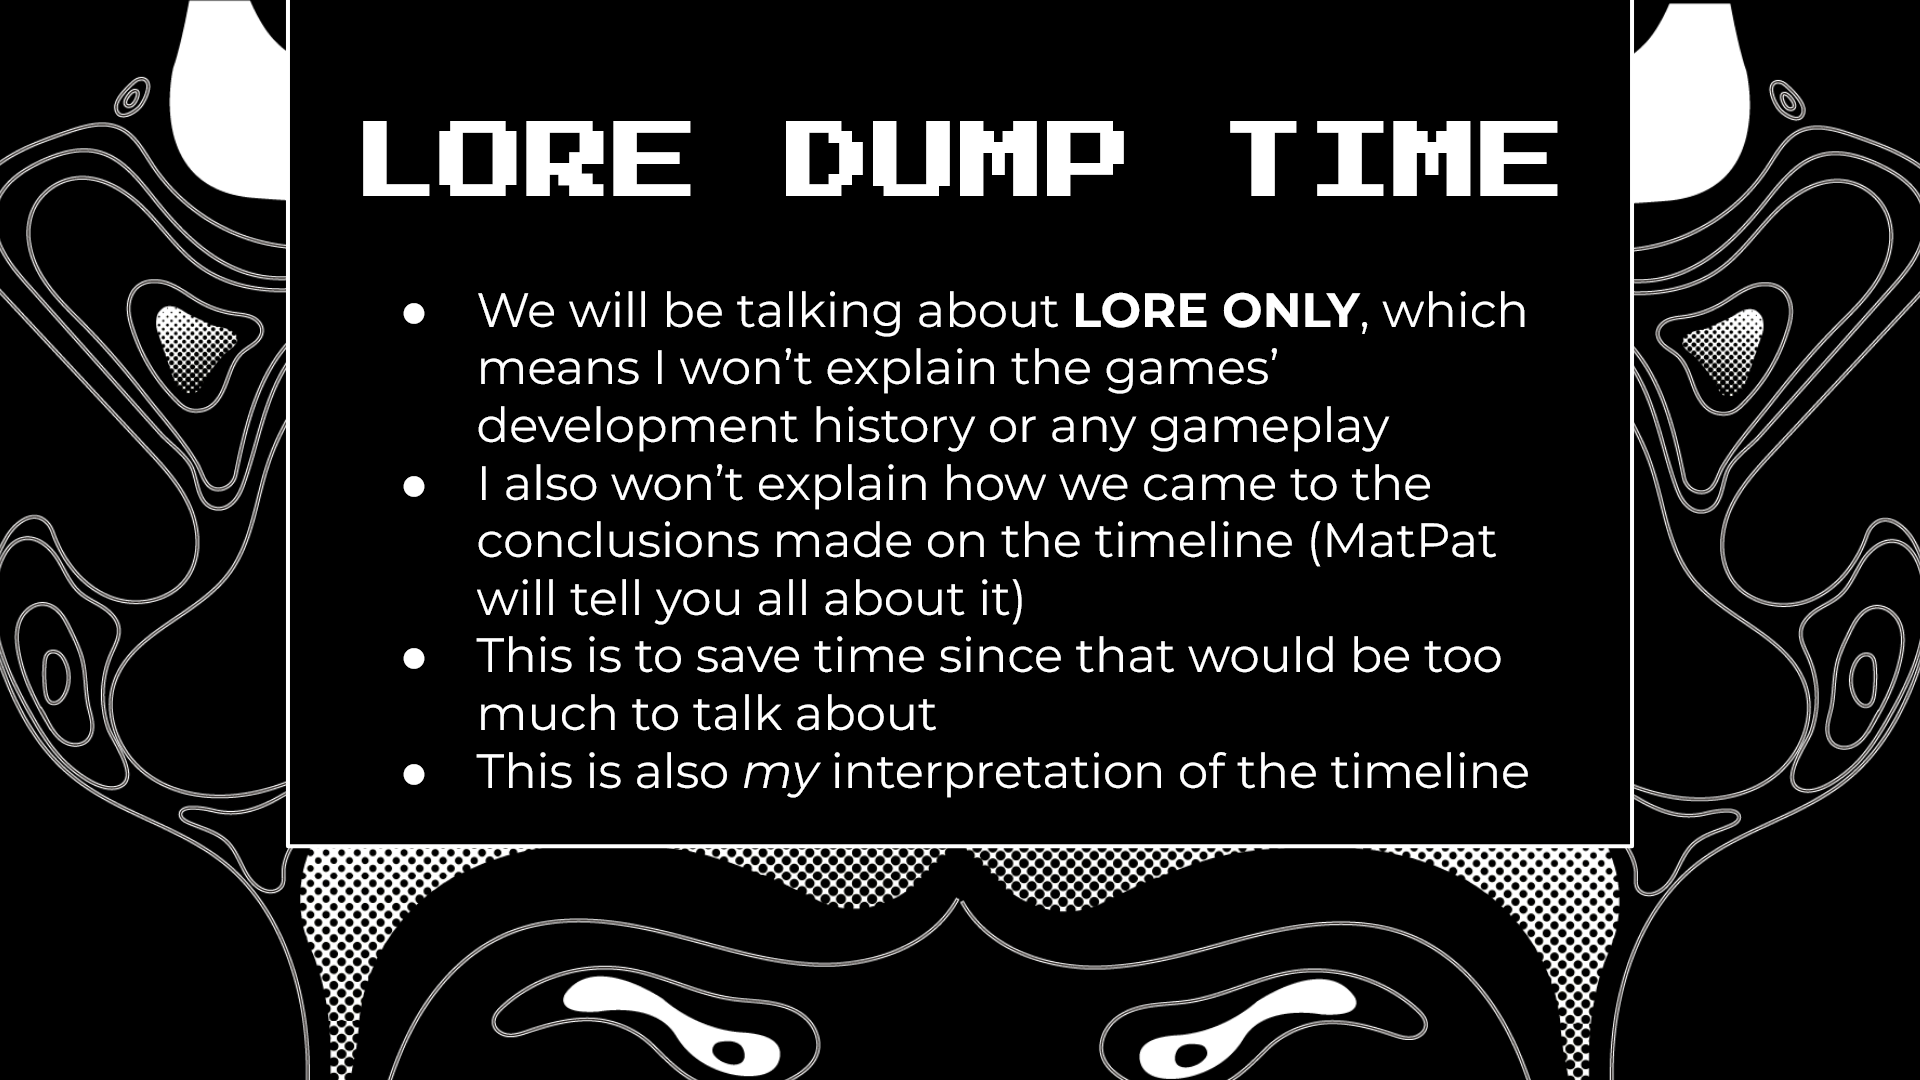 LORE DUMP TIME
● We will be talking about LORE ONLY, which
means I won’t explain the games’
development history or any gameplay
● I also won’t explain how we came to the
conclusions made on the timeline (MatPat
will tell you all about it)
● This is to save time since that would be too
much to talk about
● This is also my interpretation of the timeline